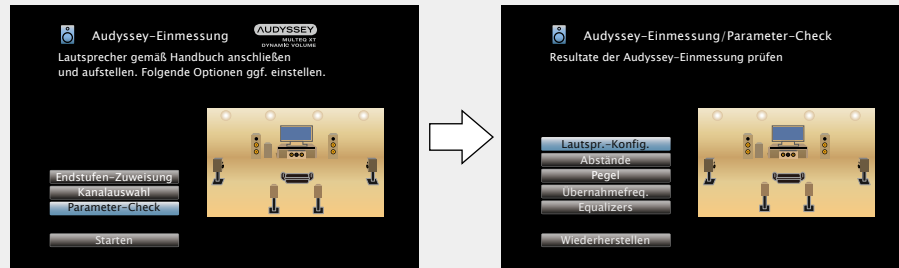 Audyssey-Einmessung
AUDYSSEY
MULTEQ XT
DYNAMIC VOLUME
Lautsprecher gemäß Handbuch anschließen
und aufstellen. Folgende Optionen ggf. einstellen.
Endstufen-Zuweisung
Kanalauswahl
Parameter-Check
Starten
Audyssey-Einmessung/Parameter-Check
Resultate der Audyssey-Einmessung prüfen
Lautspr.-Konfig.
Abstände
Pegel
Übernahmefreq.
Equalizers
Wiederherstellen